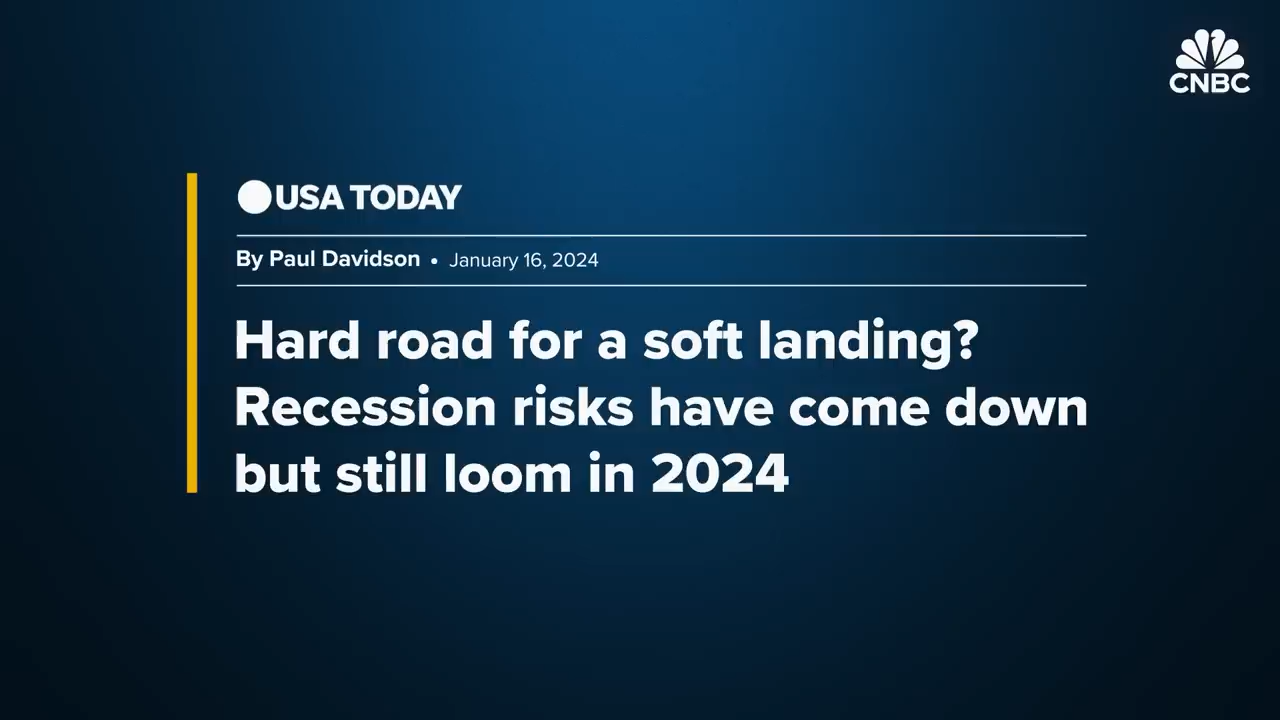 CNBC
USA TODAY
By Paul Davidson • January 16, 2024
Hard road for a soft landing?
Recession risks have come down
but still loom in 2024